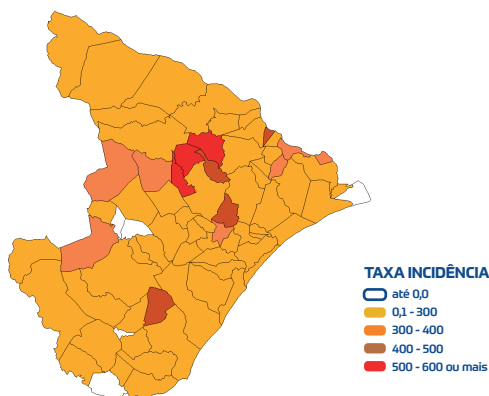 TAXA INCIDÊNCIA
até 0,0
0,1 - 300
300 - 400
400 - 500
500 - 600 ou mais